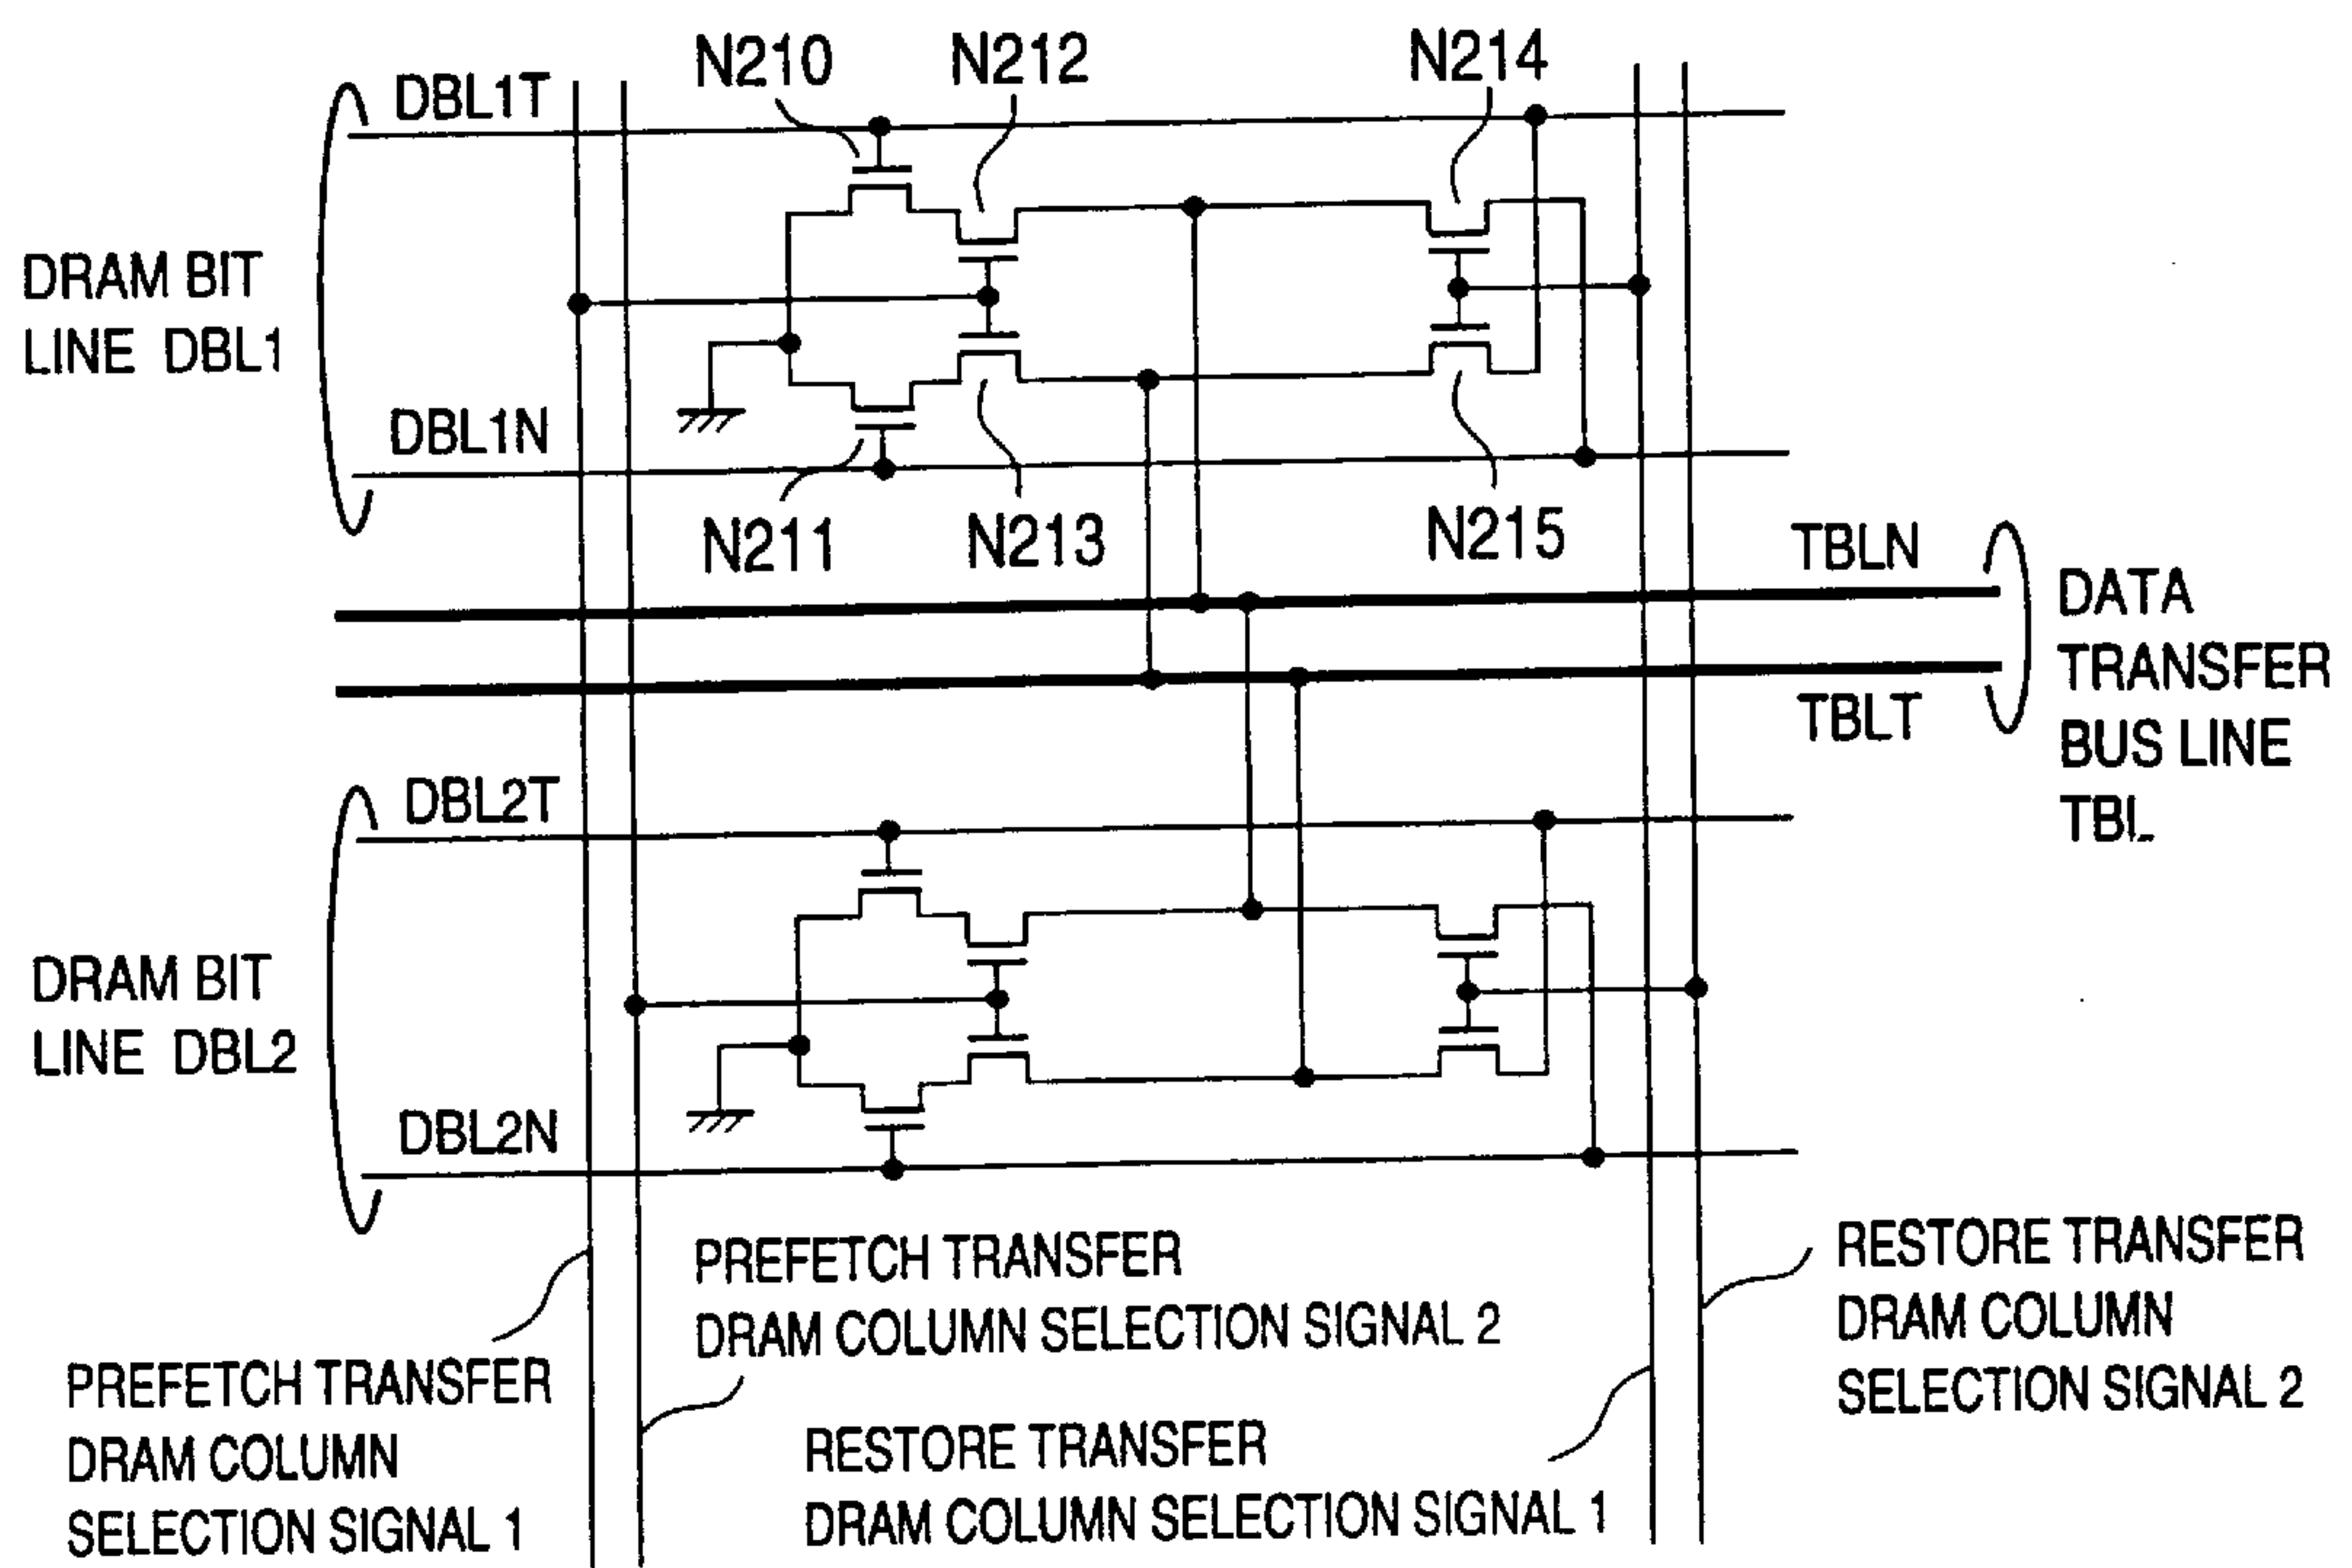 N210
N212
N214
DBL1T
DRAM BIT
LINE DBL1
DBL1N
N211
N213
N215
TBLN
DATA
TRANSFER
BUS LINE
TBL
TBLT
DBL2T
DRAM BIT
LINE DBL2
DBL2N
PREFETCH TRANSFER
DRAM COLUMN SELECTION SIGNAL 2
RESTORE TRANSFER
DRAM COLUMN
SELECTION SIGNAL 2
PREFETCH TRANSFER
DRAM COLUMN
SELECTION SIGNAL 1
RESTORE TRANSFER
DRAM COLUMN SELECTION SIGNAL 1